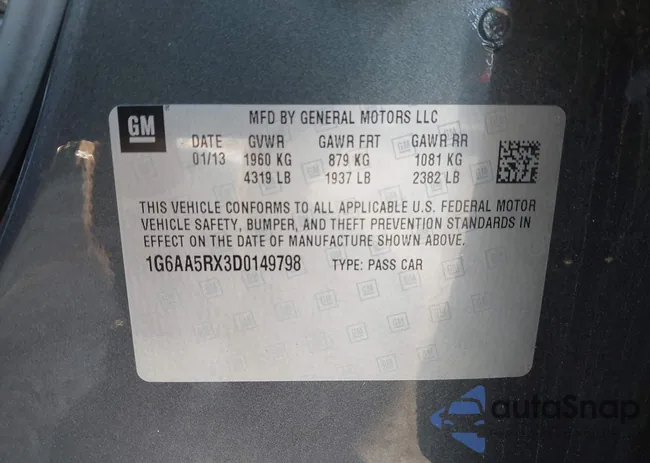 GM
MFD BY GENERAL MOTORS LLC
DATE GVWR GAWR FRT GAWR RR
01/13 1960 KG 879 KG 1081 KG
4319 LB 1937 LB 2382 LB
THIS VEHICLE CONFORMS TO ALL APPLICABLE U.S. FEDERAL MOTOR
VEHICLE SAFETY, BUMPER, AND THEFT PREVENTION STANDARDS IN
EFFECT ON THE DATE OF MANUFACTURE SHOWN ABOVE.
1G6AA5RX3D0149798 TYPE: PASS CAR
autoSnap